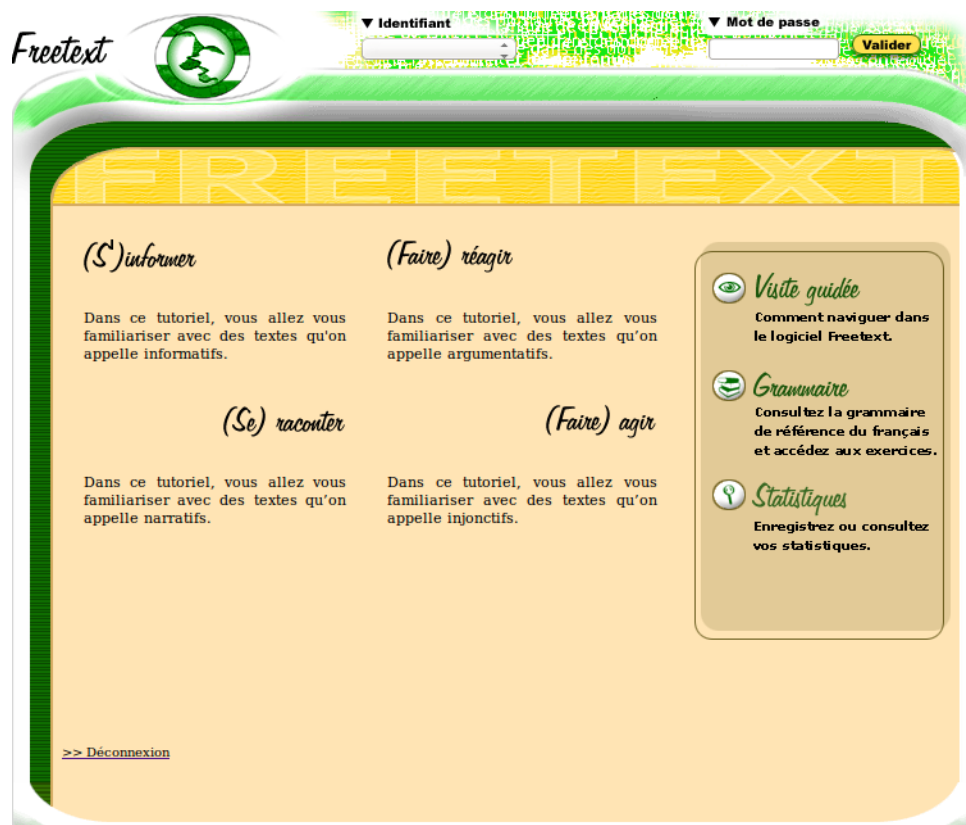 Freetext
▼ Identifiant
▼ Mot de passe
Valider
FREETEXT
(S')informer
Dans ce tutoriel, vous allez vous
familiariser avec des textes qu'on
appelle informatifs.
(Faire) réagir
Dans ce tutoriel, vous allez vous
familiariser avec des textes qu’on
appelle argumentatifs.
(Se) raconter
Dans ce tutoriel, vous allez vous
familiariser avec des textes qu’on
appelle narratifs.
(Faire) agir
Dans ce tutoriel, vous allez vous
familiariser avec des textes qu’on
appelle injonctifs.
Visite guidée
Comment naviguer dans
le logiciel Freetext.
Grammaire
Consultez la grammaire
de référence du français
et accédez aux exercices.
Statistiques
Enregistrez ou consultez
vos statistiques.
>> Déconnexion